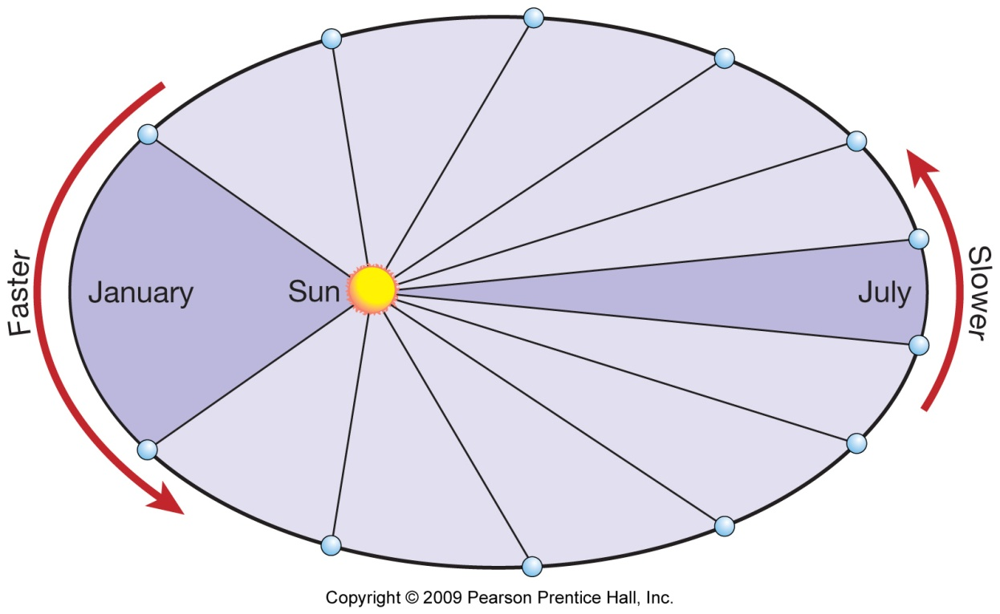 Faster
January
Sun
July
Slower
Copyright © 2009 Pearson Prentice Hall, Inc.